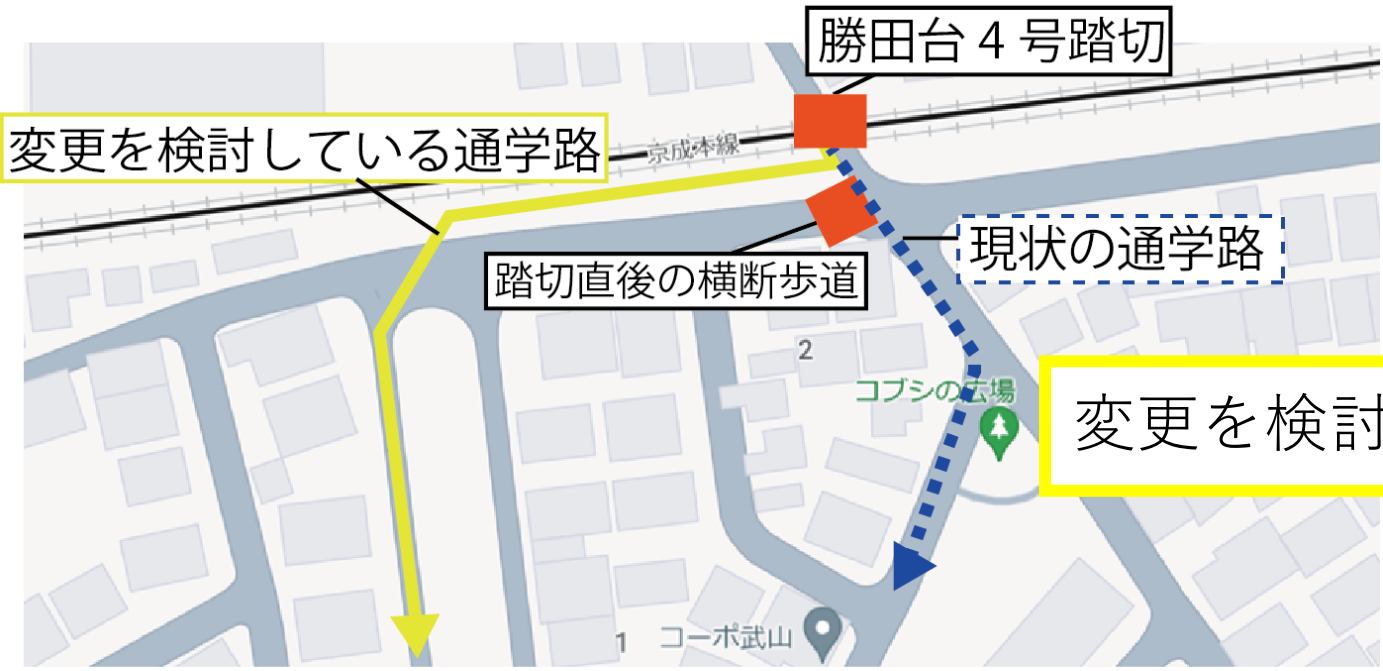 勝田台4号踏切
変更を検討している通学路
京成本線
現状の通学路
踏切直後の横断歩道
2
コブシの広場
変更を検討
コーポ武山
1